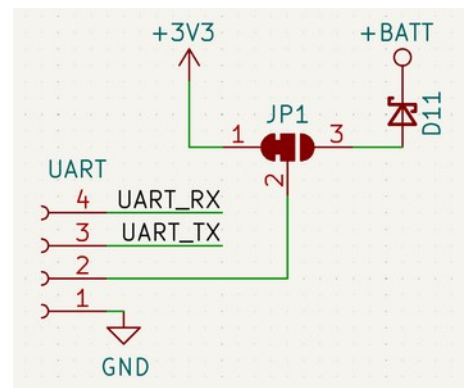 +3V3
+BATT
JP1
D11
1
3
2
UART
4 UART_RX
3 UART_TX
2
1
GND